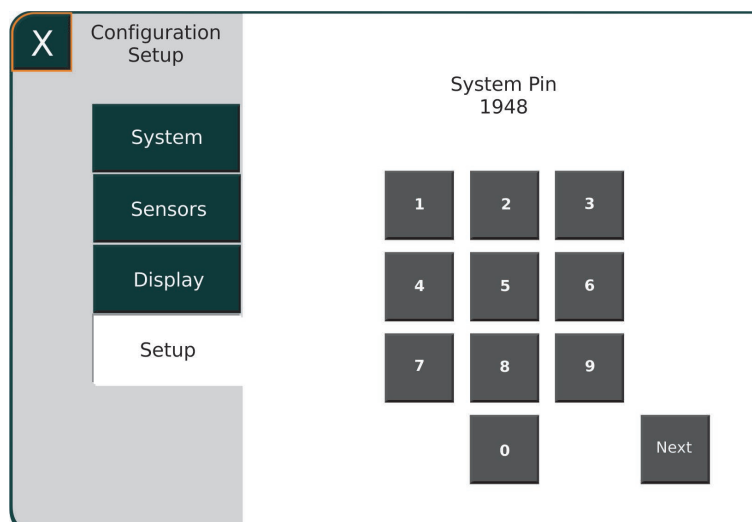 X
Configuration
Setup
System
Sensors
Display
Setup
System Pin
1948
1 2 3
4 5 6
7 8 9
0 Next